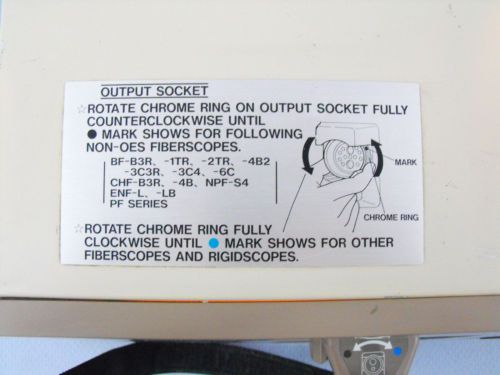 OUTPUT SOCKET
☆ROTATE CHROME RING ON OUTPUT SOCKET FULLY
COUNTERCLOCKWISE UNTIL
● MARK SHOWS FOR FOLLOWING
NON-OES FIBERSCOPES.
BF-B3R, -1TR, -2TR, -4B2
-3C3R, -3C4, -6C
CHF-B3R, -4B, NPF-S4
ENF-L, -LB
PF SERIES
MARK
CHROME RING
☆ROTATE CHROME RING FULLY
CLOCKWISE UNTIL ● MARK SHOWS FOR OTHER
FIBERSCOPES AND RIGIDSCOPES.